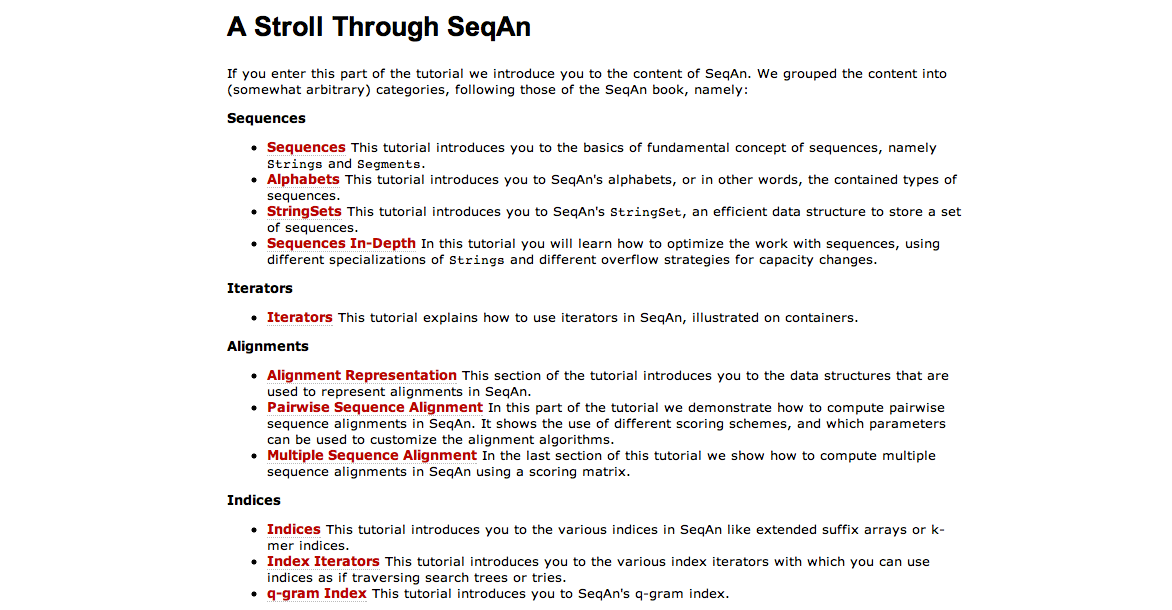 A Stroll Through SeqAn
If you enter this part of the tutorial we introduce you to the content of SeqAn. We grouped the content into
(somewhat arbitrary) categories, following those of the SeqAn book, namely:
Sequences
• Sequences This tutorial introduces you to the basics of fundamental concept of sequences, namely
Strings and Segments.
• Alphabets This tutorial introduces you to SeqAn's alphabets, or in other words, the contained types of
sequences.
• StringSets This tutorial introduces you to SeqAn's StringSet, an efficient data structure to store a set
of sequences.
• Sequences In-Depth In this tutorial you will learn how to optimize the work with sequences, using
different specializations of Strings and different overflow strategies for capacity changes.
Iterators
• Iterators This tutorial explains how to use iterators in SeqAn, illustrated on containers.
Alignments
• Alignment Representation This section of the tutorial introduces you to the data structures that are
used to represent alignments in SeqAn.
• Pairwise Sequence Alignment In this part of the tutorial we demonstrate how to compute pairwise
sequence alignments in SeqAn. It shows the use of different scoring schemes, and which parameters
can be used to customize the alignment algorithms.
• Multiple Sequence Alignment In the last section of this tutorial we show how to compute multiple
sequence alignments in SeqAn using a scoring matrix.
Indices
• Indices This tutorial introduces you to the various indices in SeqAn like extended suffix arrays or k-
mer indices.
• Index Iterators This tutorial introduces you to the various index iterators with which you can use
indices as if traversing search trees or tries.
• q-gram Index This tutorial introduces you to SeqAn's q-gram index.